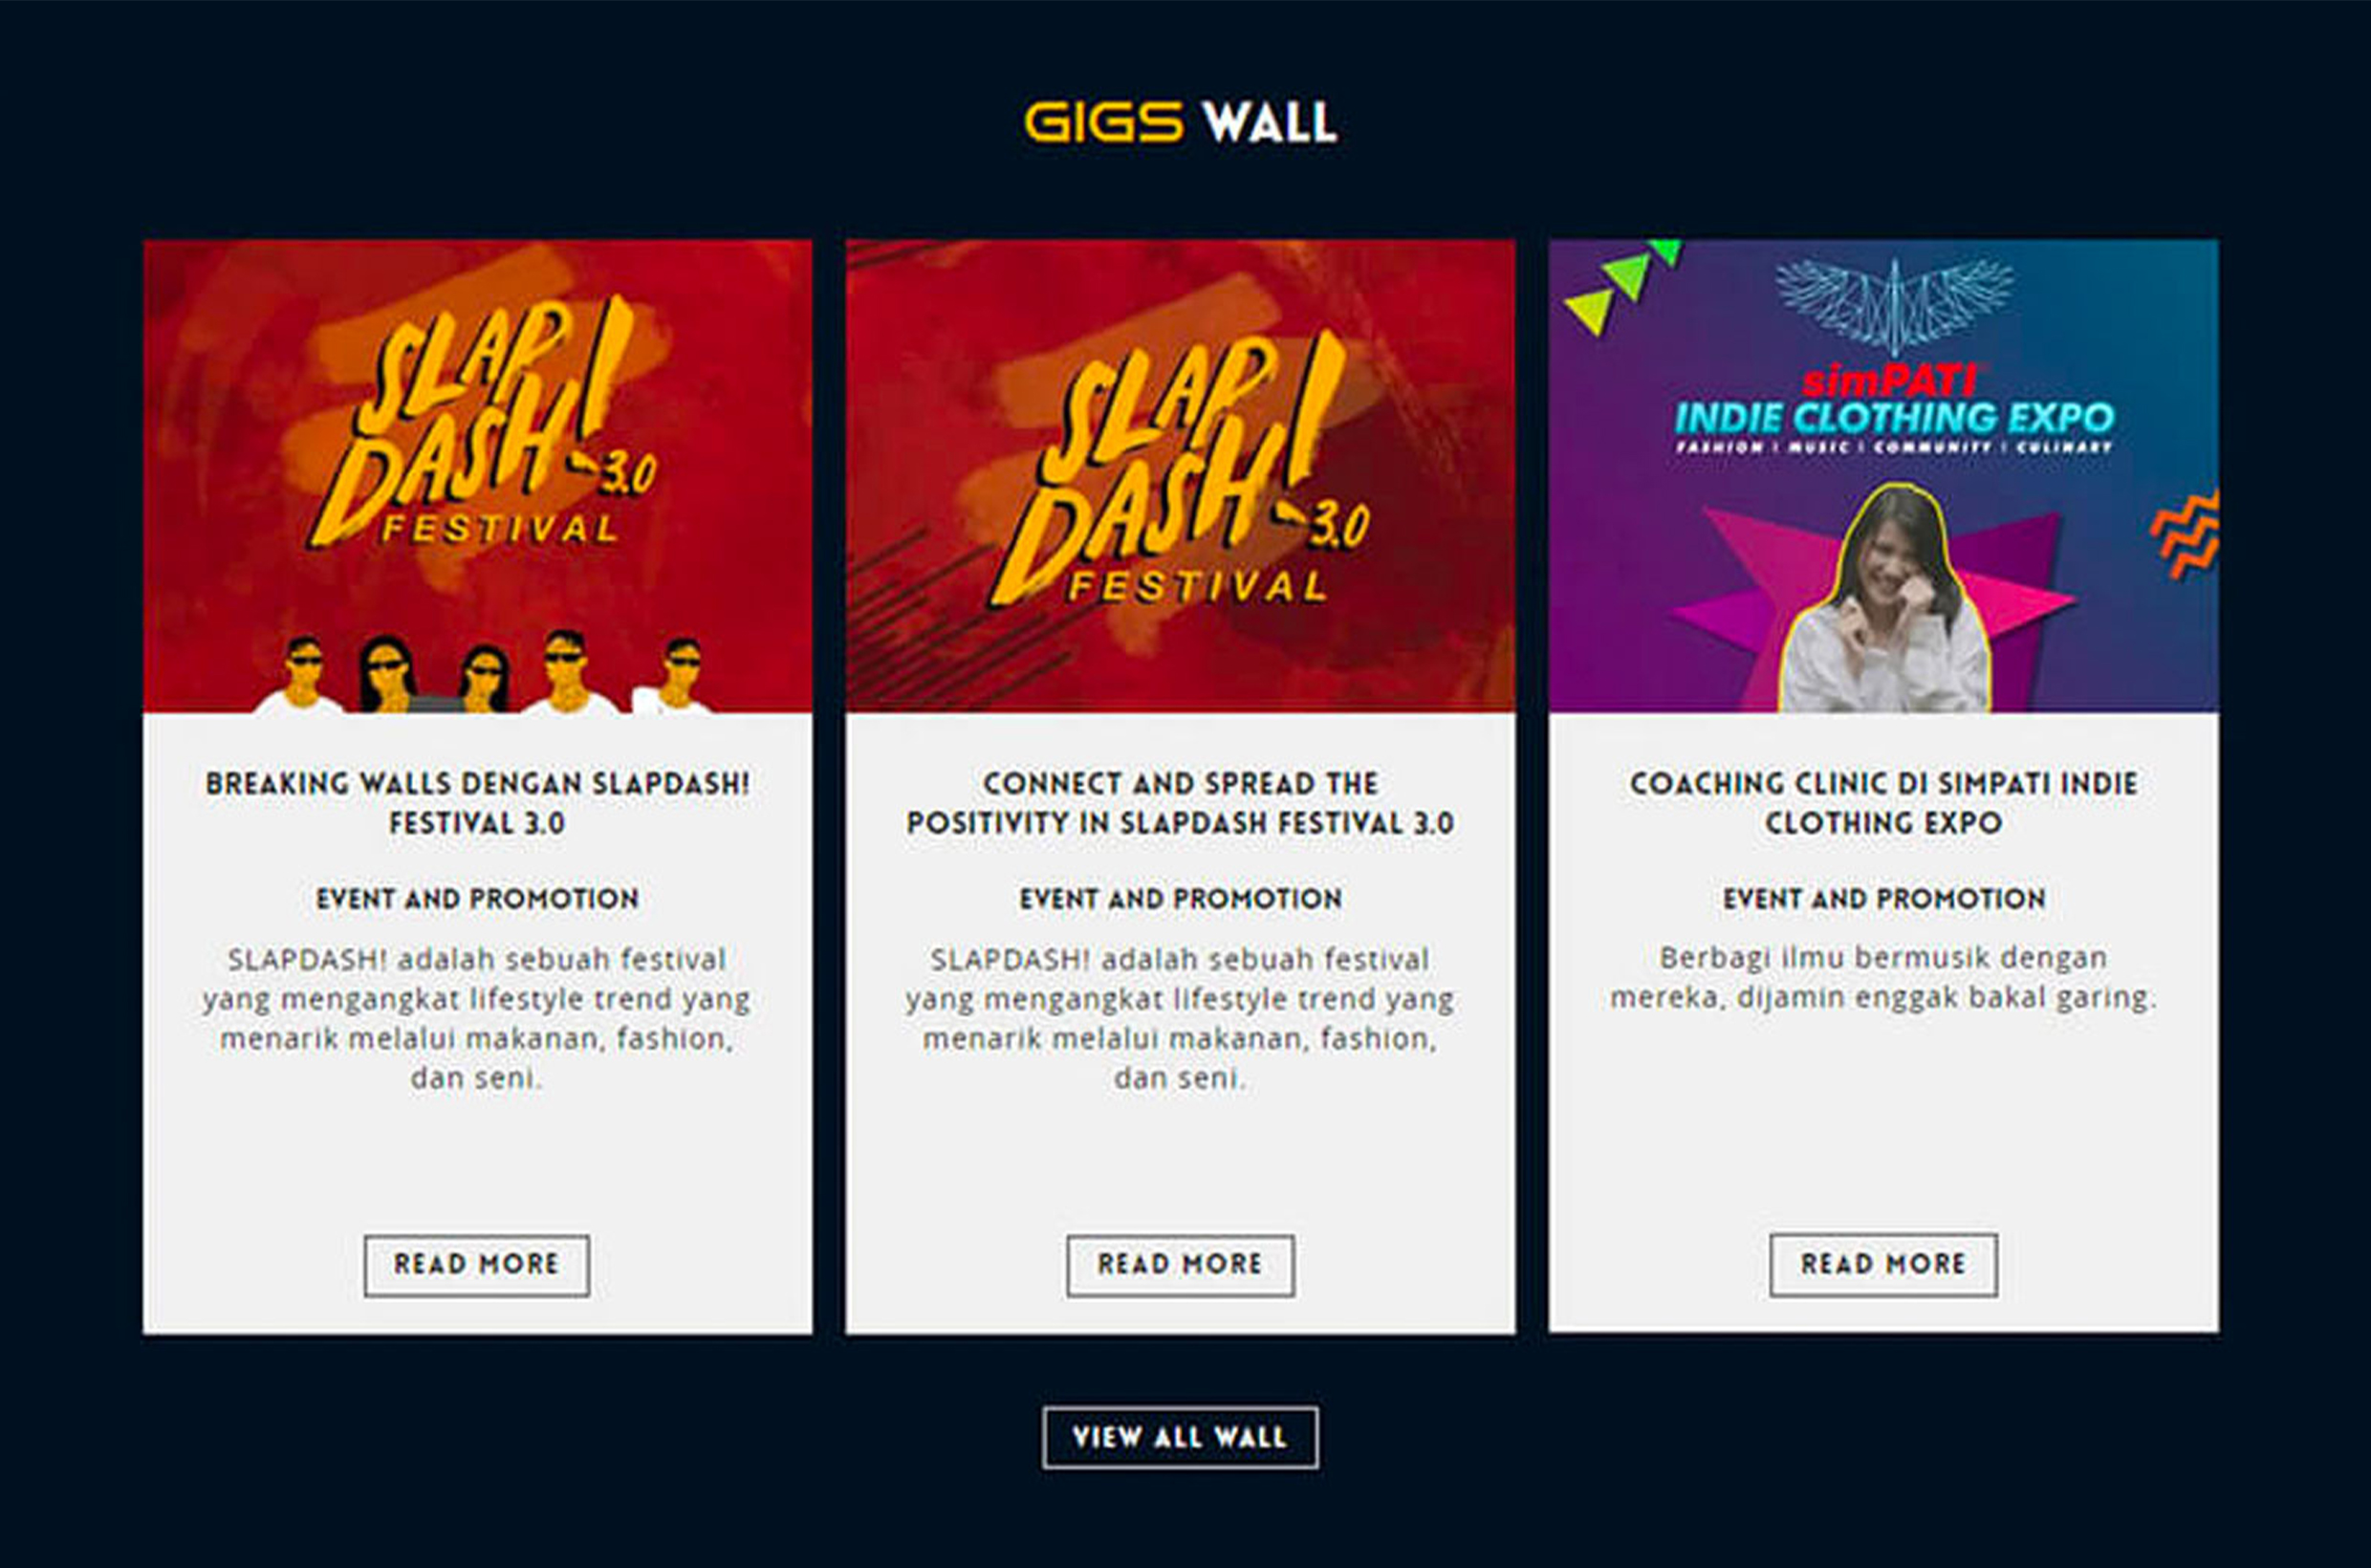 GIGS WALL
SLAP
DASH!
3.0
FESTIVAL
BREAKING WALLS DENGAN SLAPDASH!
FESTIVAL 3.0
EVENT AND PROMOTION
SLAPDASH! adalah sebuah festival
yang mengangkat lifestyle trend yang
menarik melalui makanan, fashion,
dan seni.
READ MORE
SLAP
DASH!
3.0
FESTIVAL
CONNECT AND SPREAD THE
POSITIVITY IN SLAPDASH FESTIVAL 3.0
EVENT AND PROMOTION
SLAPDASH! adalah sebuah festival
yang mengangkat lifestyle trend yang
menarik melalui makanan, fashion,
dan seni.
READ MORE
simPATI
INDIE CLOTHING EXPO
FASHION | MUSIC | COMMUNITY | CULINARY
COACHING CLINIC DI SIMPATI INDIE
CLOTHING EXPO
EVENT AND PROMOTION
Berbagi ilmu bermusik dengan
mereka, dijamin enggak bakal garing.
READ MORE
VIEW ALL WALL